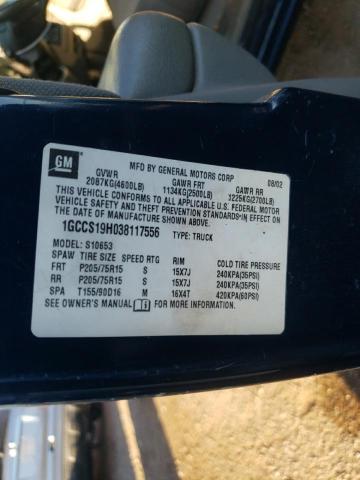 GM
MFD BY GENERAL MOTORS CORP 08/02
GVWR GAWR FRT GAWR RR
2087KG(4600LB) 1134KG(2500LB) 1225KG(2700LB)
THIS VEHICLE CONFORMS TO ALL APPLICABLE U.S. FEDERAL MOTOR
VEHICLE SAFETY AND THEFT PREVENTION STANDARDS IN EFFECT ON
THE DATE OF MANUFACTURE SHOWN ABOVE.
1GCCS19H038117556 TYPE: TRUCK
MODEL: S10653
SPAW TIRE SIZE SPEED RTG RIM COLD TIRE PRESSURE
FRT P205/75R15 S 15X7J 240KPA(35PSI)
RR P205/75R15 S 15X7J 240KPA(35PSI)
SPA T155/90D16 M 16X4T 420KPA(60PSI)
SEE OWNER'S MANUAL FOR MORE INFORMATION.